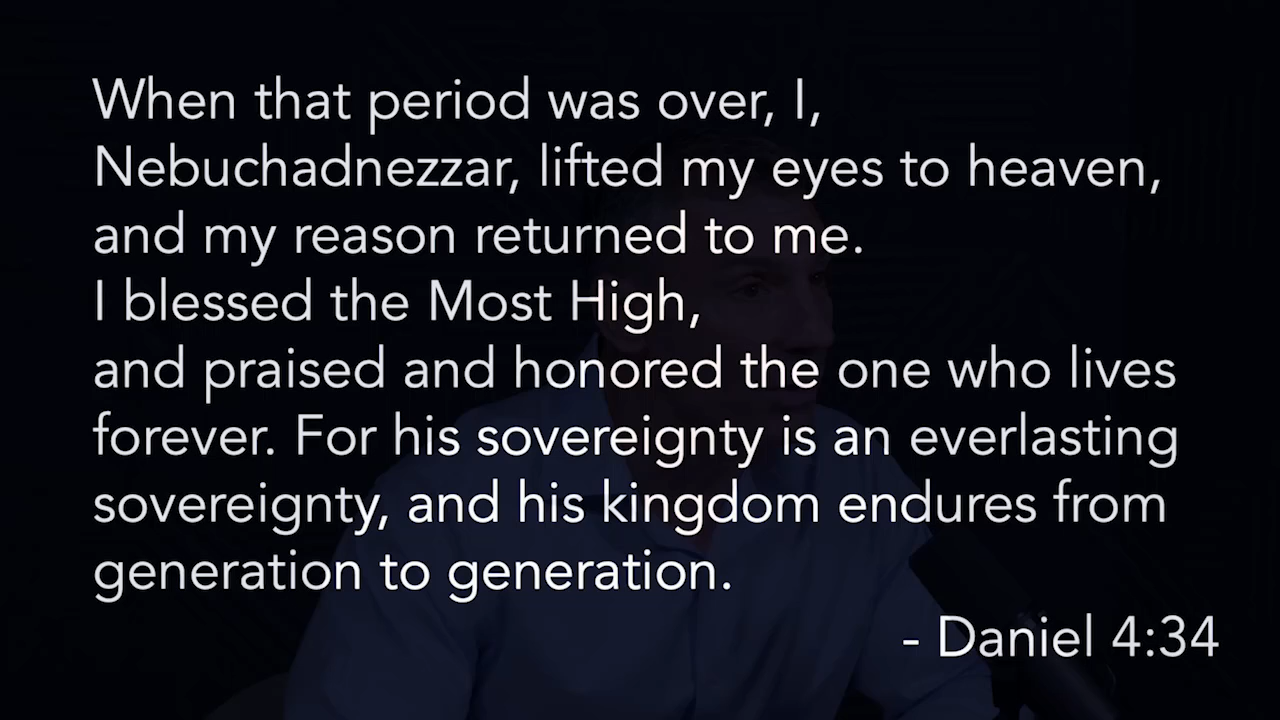 When that period was over, I,
Nebuchadnezzar, lifted my eyes to heaven,
and my reason returned to me.
I blessed the Most High,
and praised and honored the one who lives
forever. For his sovereignty is an everlasting
sovereignty, and his kingdom endures from
generation to generation.
- Daniel 4:34